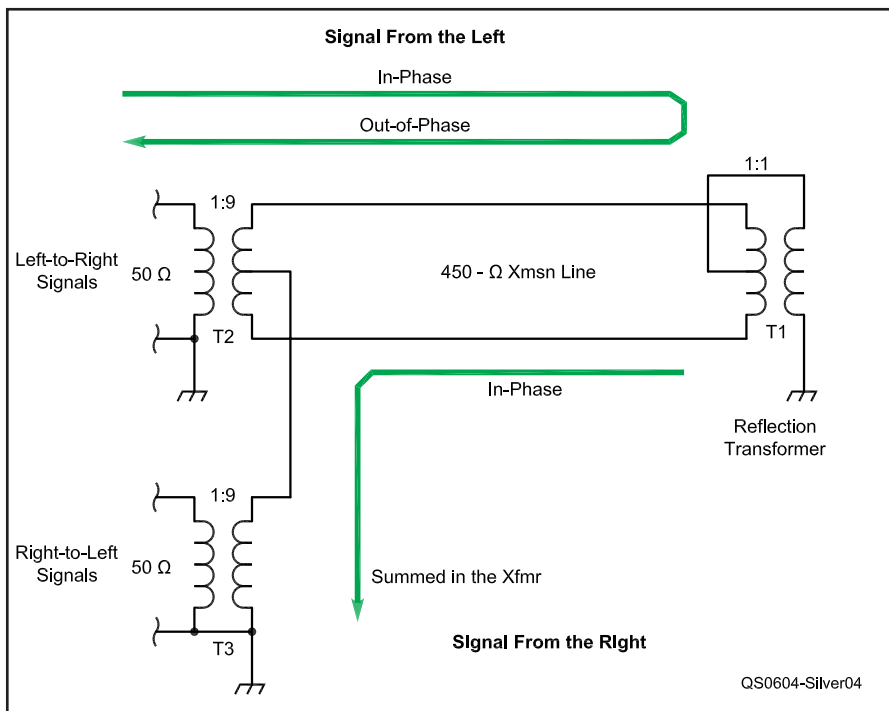 Signal From the Left
In-Phase
Out-of-Phase
1:1
1:9
Left-to-Right
Signals
50 Ω
450 - Ω Xmsn Line
T2
T1
In-Phase
Reflection
Transformer
1:9
Right-to-Left
Signals
50 Ω
Summed in the Xfmr
T3
SIgnal From the RIght
QS0604-Silver04